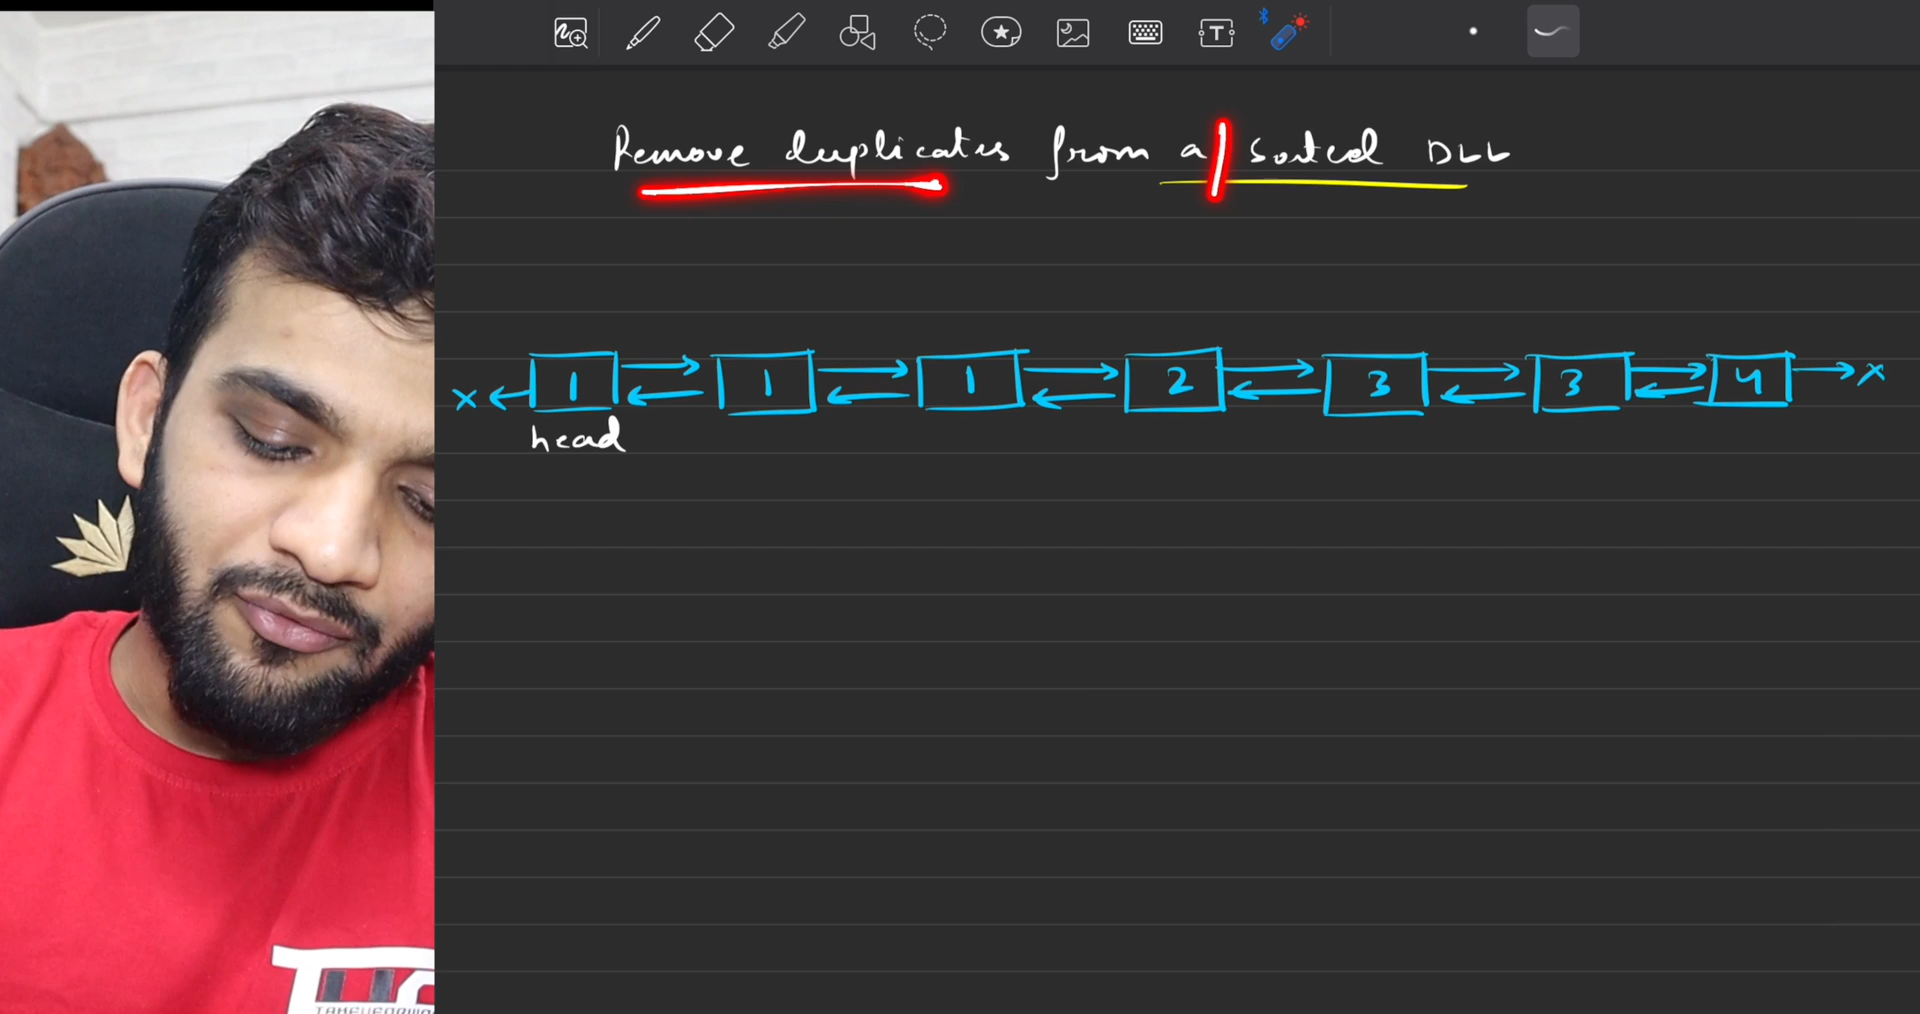 Remove duplicates from a sorted DLL
x 1 1 1 2 3 3 4 x
head
T